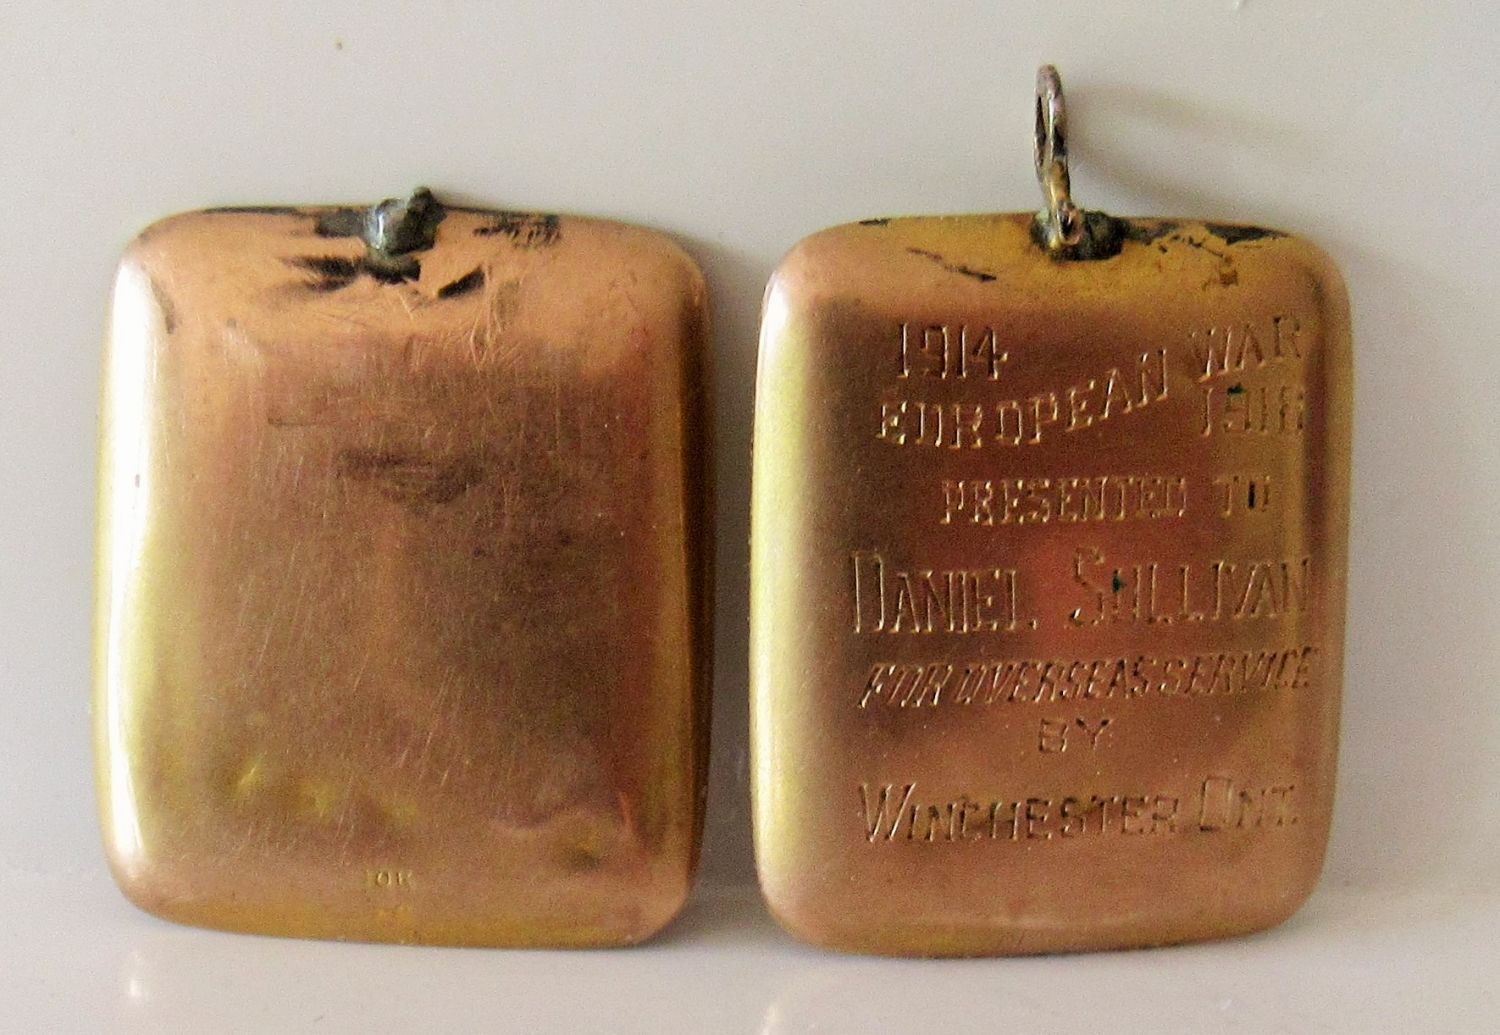 10K
1914 WAR
EUROPEAN 1918
PRESENTED TO
DANIEL SULLIVAN
FOR OVERSEAS SERVICE
BY
WINCHESTER ONT.